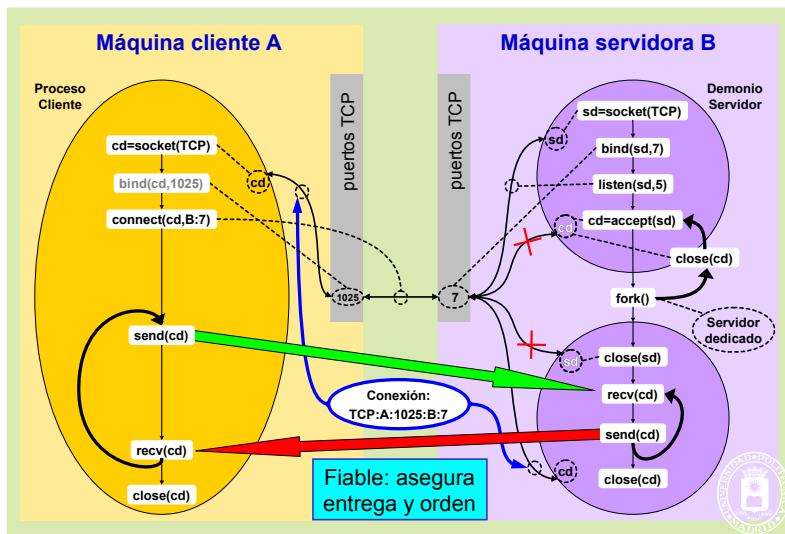 Máquina cliente A
Máquina servidora B
Proceso
Cliente
cd=socket(TCP)
bind(cd,1025)
connect(cd,B:7)
send(cd)
recv(cd)
close(cd)
cd
puertos TCP
1025
puertos TCP
7
Demonio
Servidor
sd=socket(TCP)
bind(sd,7)
listen(sd,5)
cd=accept(sd)
close(cd)
sd
cd
fork()
Servidor
dedicado
close(sd)
recv(cd)
send(cd)
close(cd)
sd
cd
Conexión:
TCP:A:1025:B:7
Fiable: asegura
entrega y orden
UNIVERSIDAD POLITÉCNICA
MADRID